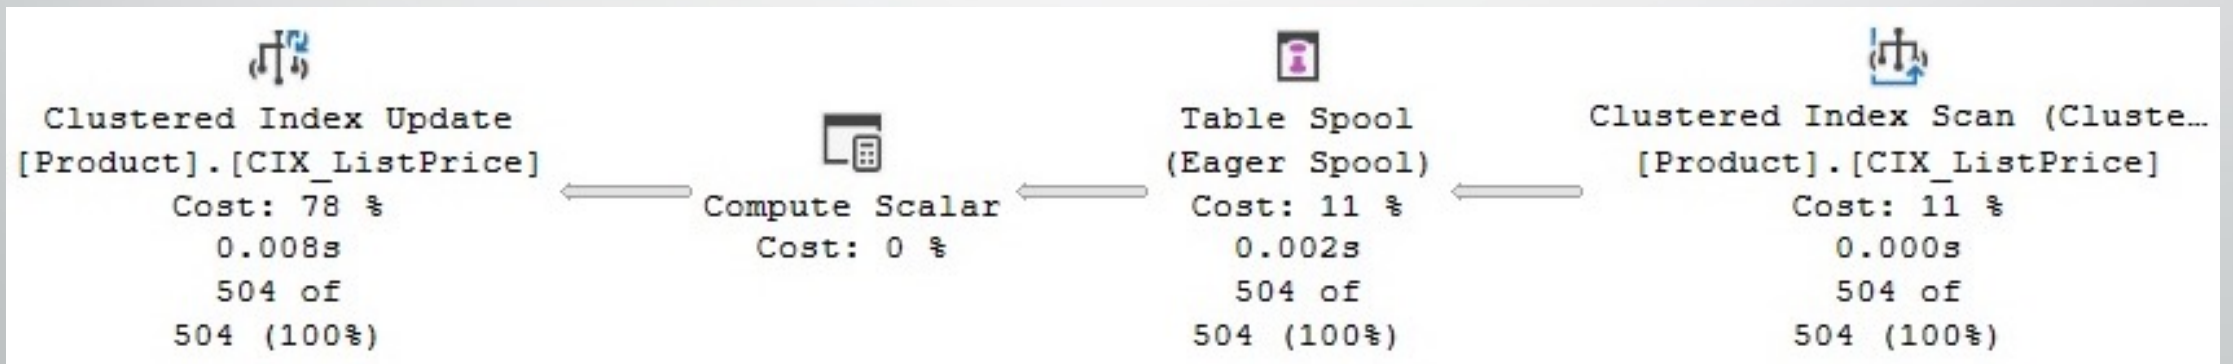 Clustered Index Update
[Product].[CIX_ListPrice]
Cost: 78 %
0.008s
504 of
504 (100%)
Compute Scalar
Cost: 0 %
Table Spool
(Eager Spool)
Cost: 11 %
0.002s
504 of
504 (100%)
Clustered Index Scan (Cluste…
[Product].[CIX_ListPrice]
Cost: 11 %
0.000s
504 of
504 (100%)